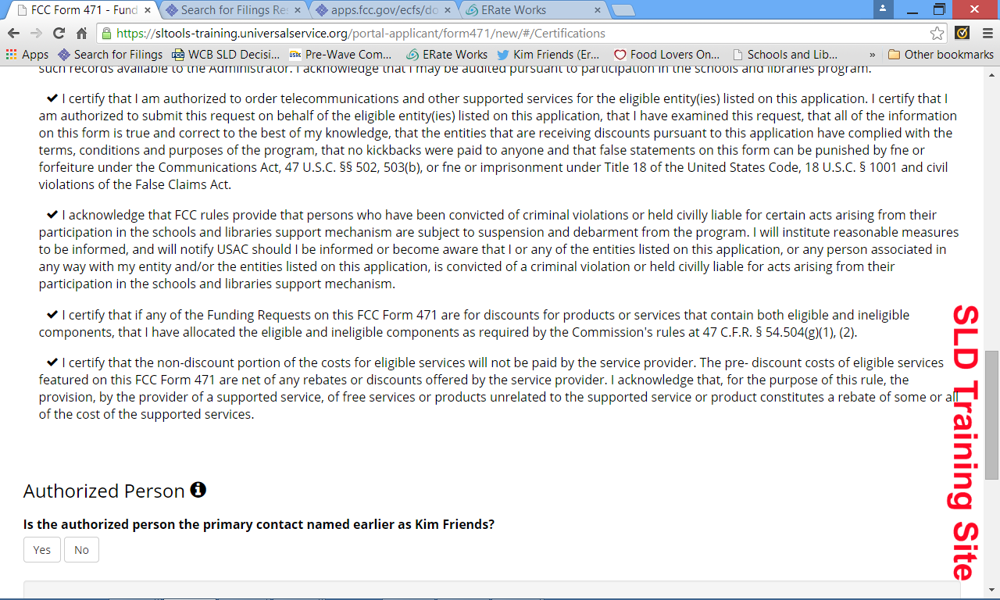 FCC Form 471 - Fund
Search for Filings Res
apps.fcc.gov/ecfs/do
ERate Works
https://sltools-training.universalservice.org/portal-applicant/form471/new/#/Certifications
Apps
Search for Filings
FCC
WCB SLD Decisi...
USAC
Pre-Wave Com...
ERate Works
Kim Friends (Er...
Food Lovers On...
Schools and Lib...
»
Other bookmarks
such records available to the Administrator. I acknowledge that I may be audited pursuant to participation in the schools and libraries program.
✔ I certify that I am authorized to order telecommunications and other supported services for the eligible entity(ies) listed on this application. I certify that I
am authorized to submit this request on behalf of the eligible entity(ies) listed on this application, that I have examined this request, that all of the information
on this form is true and correct to the best of my knowledge, that the entities that are receiving discounts pursuant to this application have complied with the
terms, conditions and purposes of the program, that no kickbacks were paid to anyone and that false statements on this form can be punished by fne or
forfeiture under the Communications Act, 47 U.S.C. §§ 502, 503(b), or fne or imprisonment under Title 18 of the United States Code, 18 U.S.C. § 1001 and civil
violations of the False Claims Act.
✔ I acknowledge that FCC rules provide that persons who have been convicted of criminal violations or held civilly liable for certain acts arising from their
participation in the schools and libraries support mechanism are subject to suspension and debarment from the program. I will institute reasonable measures
to be informed, and will notify USAC should I be informed or become aware that I or any of the entities listed on this application, or any person associated in
any way with my entity and/or the entities listed on this application, is convicted of a criminal violation or held civilly liable for acts arising from their
participation in the schools and libraries support mechanism.
✔ I certify that if any of the Funding Requests on this FCC Form 471 are for discounts for products or services that contain both eligible and ineligible
components, that I have allocated the eligible and ineligible components as required by the Commission's rules at 47 C.F.R. § 54.504(g)(1), (2).
✔ I certify that the non-discount portion of the costs for eligible services will not be paid by the service provider. The pre- discount costs of eligible services
featured on this FCC Form 471 are net of any rebates or discounts offered by the service provider. I acknowledge that, for the purpose of this rule, the
provision, by the provider of a supported service, of free services or products unrelated to the supported service or product constitutes a rebate of some or all
of the cost of the supported services.
SLD Training Site
Authorized Person
Is the authorized person the primary contact named earlier as Kim Friends?
Yes
No